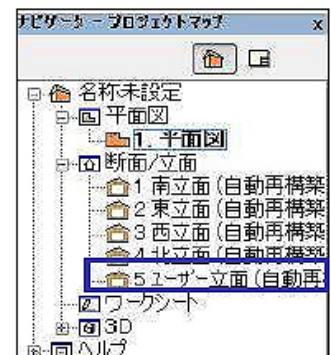 ナビゲータ - プロジェクトマップ x
名称未設定
平面図
1. 平面図
断面/立面
1 南立面 (自動再構築
2 東立面 (自動再構築
3 西立面 (自動再構築
4 北立面 (自動再構築
5 ユーザー立面 (自動再
ワークシート
3D
ヘルプ